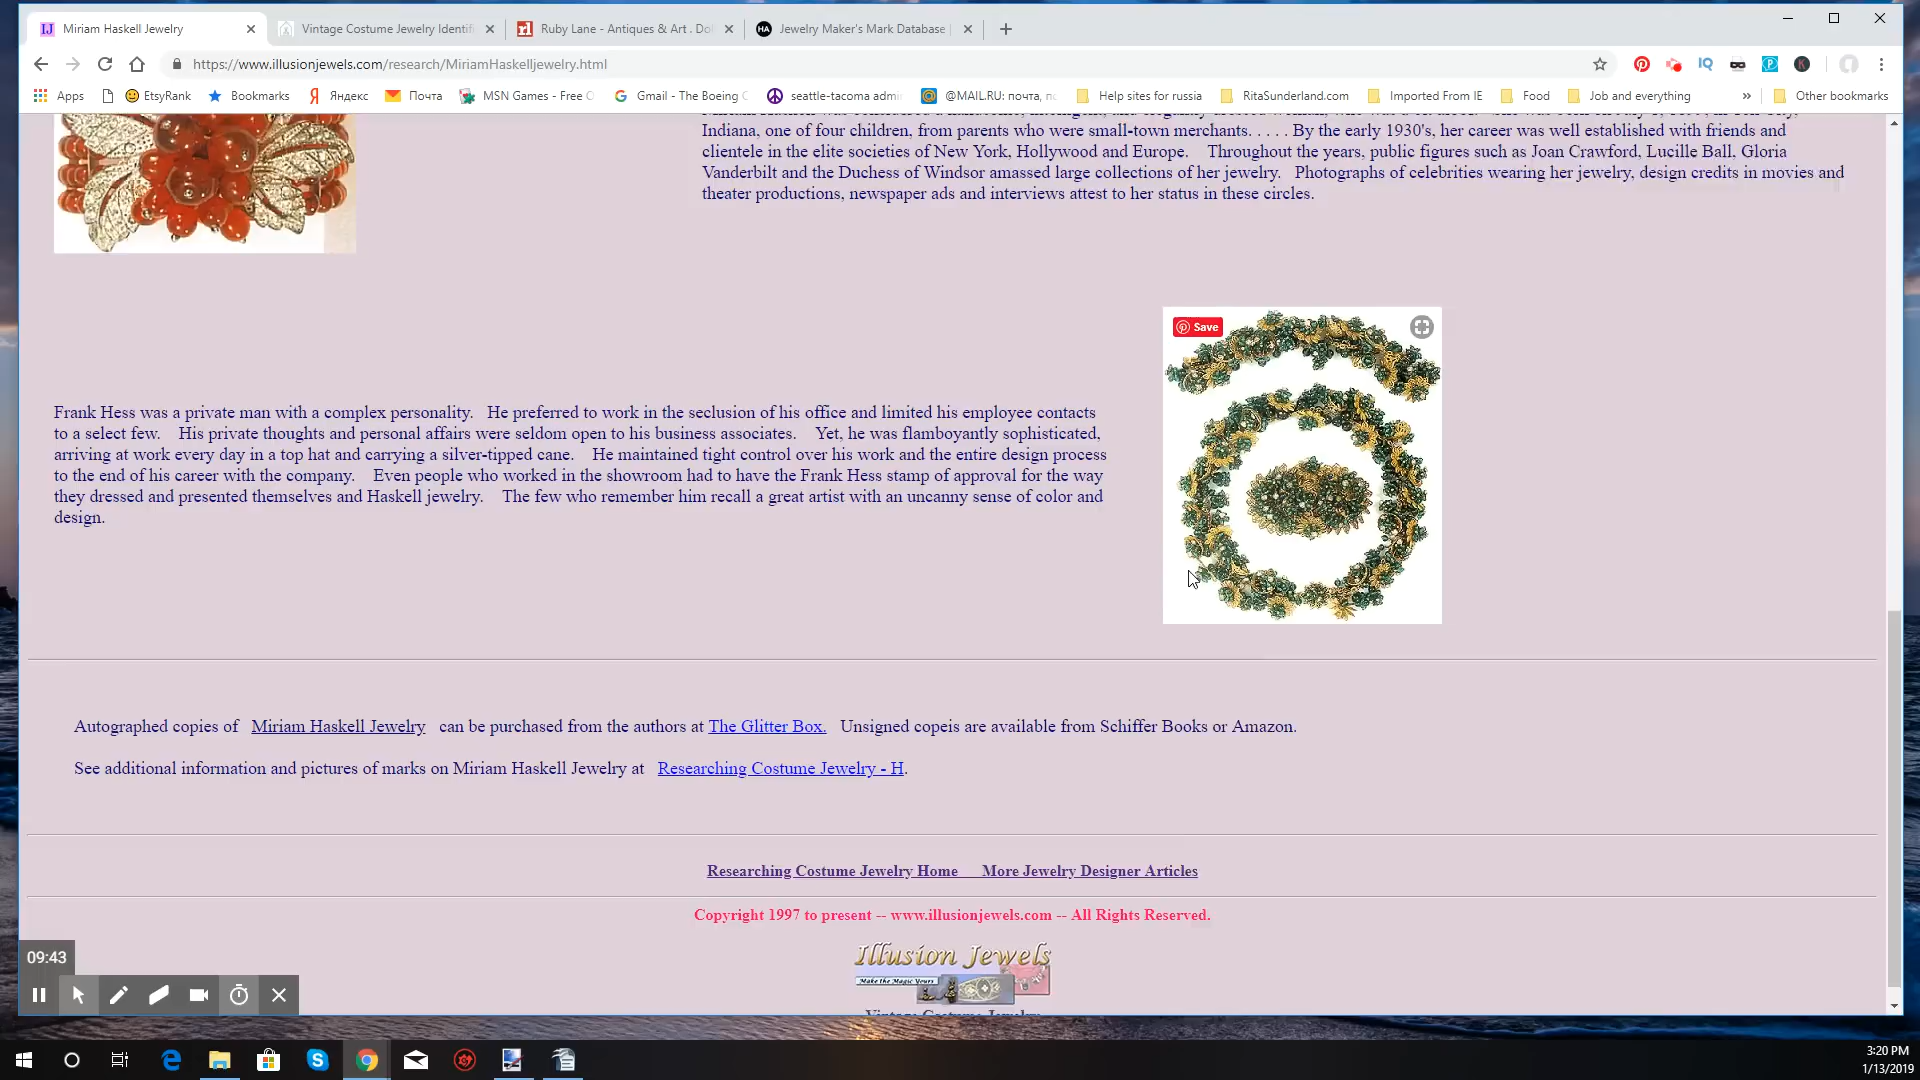 Miriam Haskell Jewelry
Vintage Costume Jewelry Identifi
Ruby Lane - Antiques & Art . Do
Jewelry Maker's Mark Database |
https://www.illusionjewels.com/research/MiriamHaskelljewelry.html
Apps
EtsyRank
Bookmarks
Яндекс
Почта
MSN Games - Free
Gmail - The Boeing
seattle-tacoma admi
@MAIL.RU: почта,
Help sites for russia
RitaSunderland.com
Imported From IE
Food
Job and everything
»
Other bookmarks
Indiana, one of four children, from parents who were small-town merchants. . . . . By the early 1930's, her career was well established with friends and
clientele in the elite societies of New York, Hollywood and Europe. Throughout the years, public figures such as Joan Crawford, Lucille Ball, Gloria
Vanderbilt and the Duchess of Windsor amassed large collections of her jewelry. Photographs of celebrities wearing her jewelry, design credits in movies and
theater productions, newspaper ads and interviews attest to her status in these circles.
Save
Frank Hess was a private man with a complex personality. He preferred to work in the seclusion of his office and limited his employee contacts
to a select few. His private thoughts and personal affairs were seldom open to his business associates. Yet, he was flamboyantly sophisticated,
arriving at work every day in a top hat and carrying a silver-tipped cane. He maintained tight control over his work and the entire design process
to the end of his career with the company. Even people who worked in the showroom had to have the Frank Hess stamp of approval for the way
they dressed and presented themselves and Haskell jewelry. The few who remember him recall a great artist with an uncanny sense of color and
design.
Autographed copies of Miriam Haskell Jewelry can be purchased from the authors at The Glitter Box. Unsigned copeis are available from Schiffer Books or Amazon.
See additional information and pictures of marks on Miriam Haskell Jewelry at Researching Costume Jewelry - H.
Researching Costume Jewelry Home More Jewelry Designer Articles
Copyright 1997 to present -- www.illusionjewels.com -- All Rights Reserved.
Illusion Jewels
Make the Magic Yours
Vintage Costume Jewelry
09:43
3:20 PM
1/13/2019